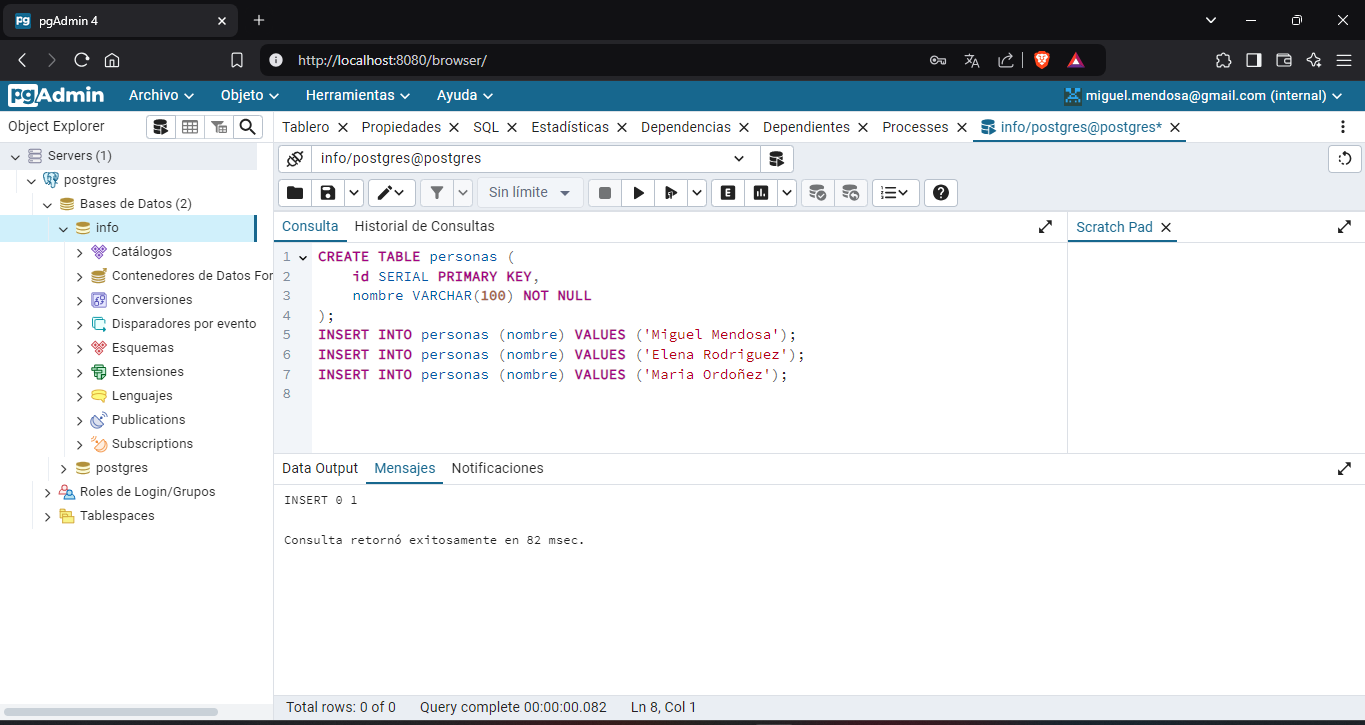 pgAdmin 4
http://localhost:8080/browser/
pgAdmin Archivo Objeto Herramientas Ayuda miguel.mendosa@gmail.com (internal)
Object Explorer
Tablero Propiedades SQL Estadísticas Dependencias Dependientes Processes info/postgres@postgres*
Servers (1)
postgres
Bases de Datos (2)
info
Catálogos
Contenedores de Datos For
Conversiones
Disparadores por evento
Esquemas
Extensiones
Lenguajes
Publications
Subscriptions
postgres
Roles de Login/Grupos
Tablespaces
info/postgres@postgres
Sin límite
E
Consulta Historial de Consultas
Scratch Pad
1 CREATE TABLE personas (
2 id SERIAL PRIMARY KEY,
3 nombre VARCHAR(100) NOT NULL
4 );
5 INSERT INTO personas (nombre) VALUES ('Miguel Mendosa');
6 INSERT INTO personas (nombre) VALUES ('Elena Rodriguez');
7 INSERT INTO personas (nombre) VALUES ('Maria Ordoñez');
8
Data Output Mensajes Notificaciones
INSERT 0 1
Consulta retornó exitosamente en 82 msec.
Total rows: 0 of 0 Query complete 00:00:00.082 Ln 8, Col 1